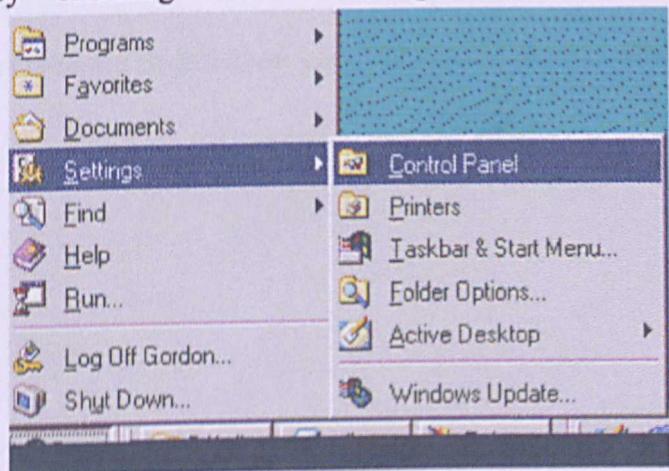 Programs
Favorites
Documents
Settings
Find
Help
Run...
Log Off Gordon...
Shut Down...
Control Panel
Printers
Taskbar & Start Menu...
Folder Options...
Active Desktop
Windows Update...